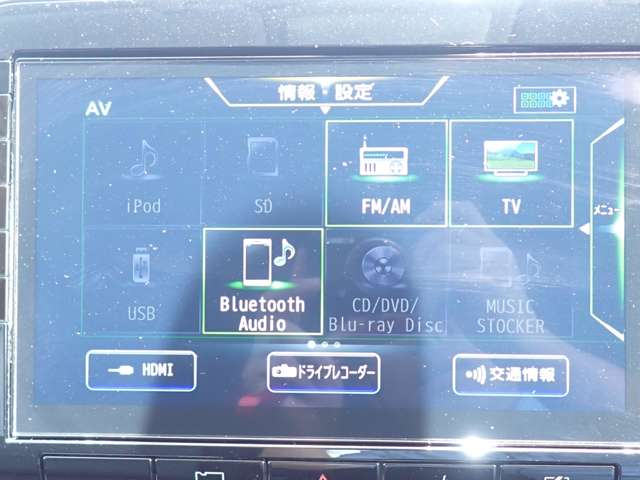 情報・設定
AV
iPod
SD
FM/AM
TV
メニュー
USB
Bluetooth
Audio
CD/DVD/
Blu-ray Disc
MUSIC
STOCKER
HDMI
ドライブレコーダー
交通情報